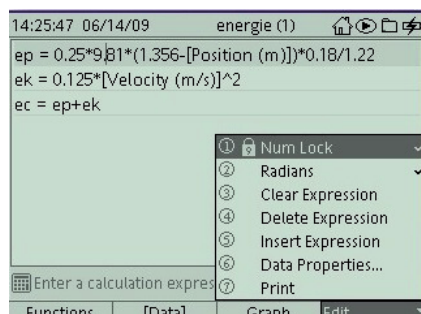 14:25:47 06/14/09 energie (1)
ep = 0.25*9.81*(1.356-[Position (m)])*0.18/1.22
ek = 0.125*[Velocity (m/s)]^2
ec = ep+ek
① Num Lock
② Radians
③ Clear Expression
④ Delete Expression
⑤ Insert Expression
⑥ Data Properties...
⑦ Print
Enter a calculation expres
Functions [Data] Graph Edit